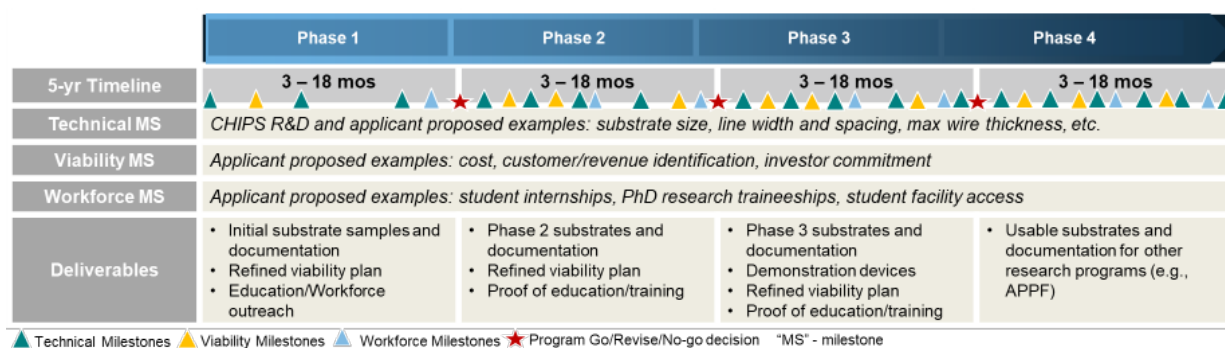 Phase 1 Phase 2 Phase 3 Phase 4
5-yr Timeline 3 – 18 mos 3 – 18 mos 3 – 18 mos 3 – 18 mos
Technical MS CHIPS R&D and applicant proposed examples: substrate size, line width and spacing, max wire thickness, etc.
Viability MS Applicant proposed examples: cost, customer/revenue identification, investor commitment
Workforce MS Applicant proposed examples: student internships, PhD research traineeships, student facility access
Deliverables
• Initial substrate samples and
documentation
• Refined viability plan
• Education/Workforce
outreach
• Phase 2 substrates and
documentation
• Refined viability plan
• Proof of education/training
• Phase 3 substrates and
documentation
• Demonstration devices
• Refined viability plan
• Proof of education/training
• Usable substrates and
documentation for other
research programs (e.g.,
APPF)
Technical Milestones Viability Milestones Workforce Milestones Program Go/Revise/No-go decision “MS” - milestone